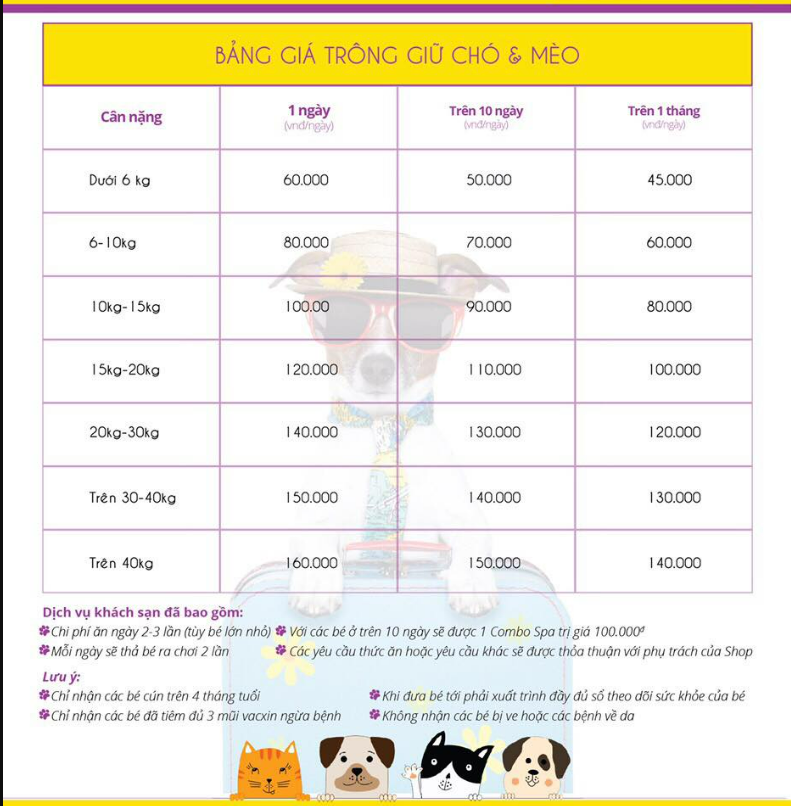 BẢNG GIÁ TRÔNG GIỮ CHÓ & MÈO
Cân nặng 1 ngày Trên 10 ngày Trên 1 tháng
(vnđ/ngày) (vnđ/ngày) (vnđ/ngày)
Dưới 6 kg 60.000 50.000 45.000
6-10kg 80.000 70.000 60.000
10kg-15kg 100.00 90.000 80.000
15kg-20kg 120.000 110.000 100.000
20kg-30kg 140.000 130.000 120.000
Trên 30-40kg 150.000 140.000 130.000
Trên 40kg 160.000 150.000 140.000
Dịch vụ khách sạn đã bao gồm:
Chi phí ăn ngày 2-3 lần (tùy bé lớn nhỏ) Với các bé ở trên 10 ngày sẽ được 1 Combo Spa trị giá 100.000đ
Mỗi ngày sẽ thả bé ra chơi 2 lần Các yêu cầu thức ăn hoặc yêu cầu khác sẽ được thỏa thuận với phụ trách của Shop
Lưu ý:
Chỉ nhận các bé cún trên 4 tháng tuổi Khi đưa bé tới phải xuất trình đầy đủ sổ theo dõi sức khỏe của bé
Chỉ nhận các bé đã tiêm đủ 3 mũi vacxin ngừa bệnh Không nhận các bé bị ve hoặc các bệnh về da